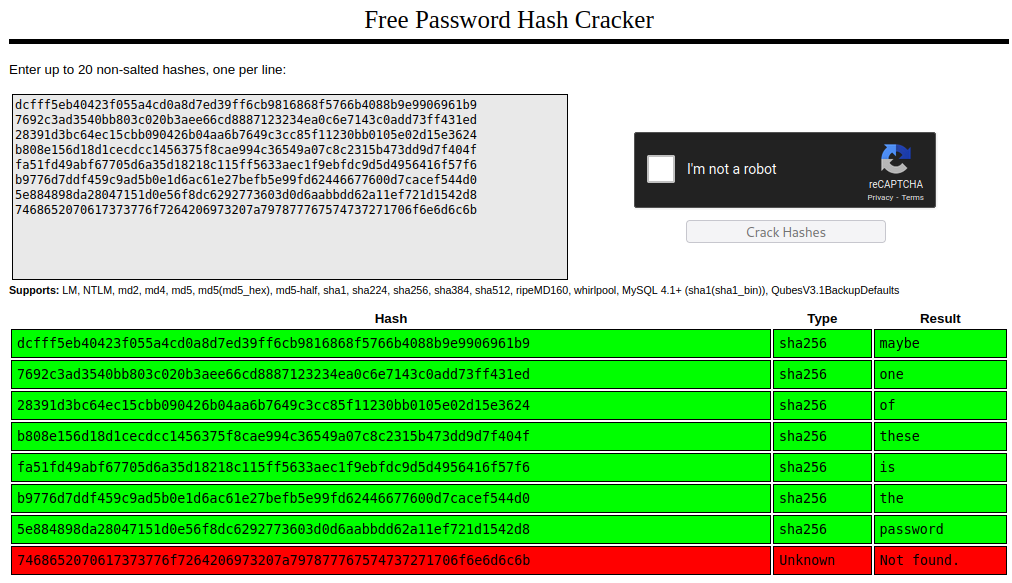 Free Password Hash Cracker
Enter up to 20 non-salted hashes, one per line:
dcfff5eb40423f055a4cd0a8d7ed39ff6cb9816868f5766b4088b9e9906961b9
7692c3ad3540bb803c020b3aee66cd8887123234ea0c6e7143c0add73ff431ed
28391d3bc64ec15cbb090426b04aa6b7649c3cc85f11230bb0105e02d15e3624
b808e156d18d1cecdcc1456375f8cae994c36549a07c8c2315b473dd9d7f404f
fa51fd49abf67705d6a35d18218c115ff5633aec1f9ebfdc9d5d4956416f57f6
b9776d7ddf459c9ad5b0e1d6ac61e27befb5e99fd62446677600d7cacef544d0
5e884898da28047151d0e56f8dc6292773603d0d6aabbdd62a11ef721d1542d8
7468652070617373776f7264206973207a797877767574737271706f6e6d6c6b
I'm not a robot
reCAPTCHA
Privacy - Terms
Crack Hashes
Supports: LM, NTLM, md2, md4, md5, md5(md5_hex), md5-half, sha1, sha224, sha256, sha384, sha512, ripeMD160, whirlpool, MySQL 4.1+ (sha1(sha1_bin)), QubesV3.1BackupDefaults
Hash Type Result
dcfff5eb40423f055a4cd0a8d7ed39ff6cb9816868f5766b4088b9e9906961b9 sha256 maybe
7692c3ad3540bb803c020b3aee66cd8887123234ea0c6e7143c0add73ff431ed sha256 one
28391d3bc64ec15cbb090426b04aa6b7649c3cc85f11230bb0105e02d15e3624 sha256 of
b808e156d18d1cecdcc1456375f8cae994c36549a07c8c2315b473dd9d7f404f sha256 these
fa51fd49abf67705d6a35d18218c115ff5633aec1f9ebfdc9d5d4956416f57f6 sha256 is
b9776d7ddf459c9ad5b0e1d6ac61e27befb5e99fd62446677600d7cacef544d0 sha256 the
5e884898da28047151d0e56f8dc6292773603d0d6aabbdd62a11ef721d1542d8 sha256 password
7468652070617373776f7264206973207a797877767574737271706f6e6d6c6b Unknown Not found.